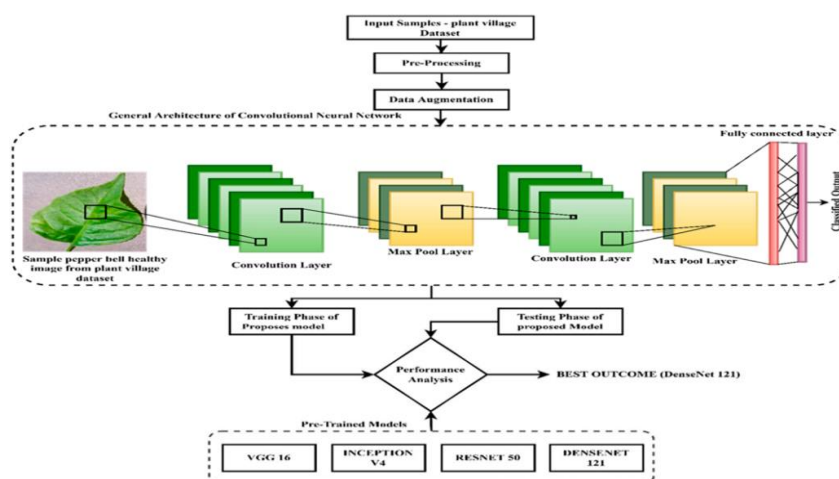 Input Samples - plant village
Dataset
Pre-Processing
Data Augmentation
General Architecture of Convolutional Neural Network
Fully connected layer
Classified Output
Sample pepper bell healthy
image from plant village
dataset
Convolution Layer
Max Pool Layer
Convolution Layer
Max Pool Layer
Training Phase of
Proposes model
Testing Phase of
proposed Model
Performance
Analysis
BEST OUTCOME (DenseNet 121)
Pre-Trained Models
VGG 16
INCEPTION
V4
RESNET 50
DENSENET
121